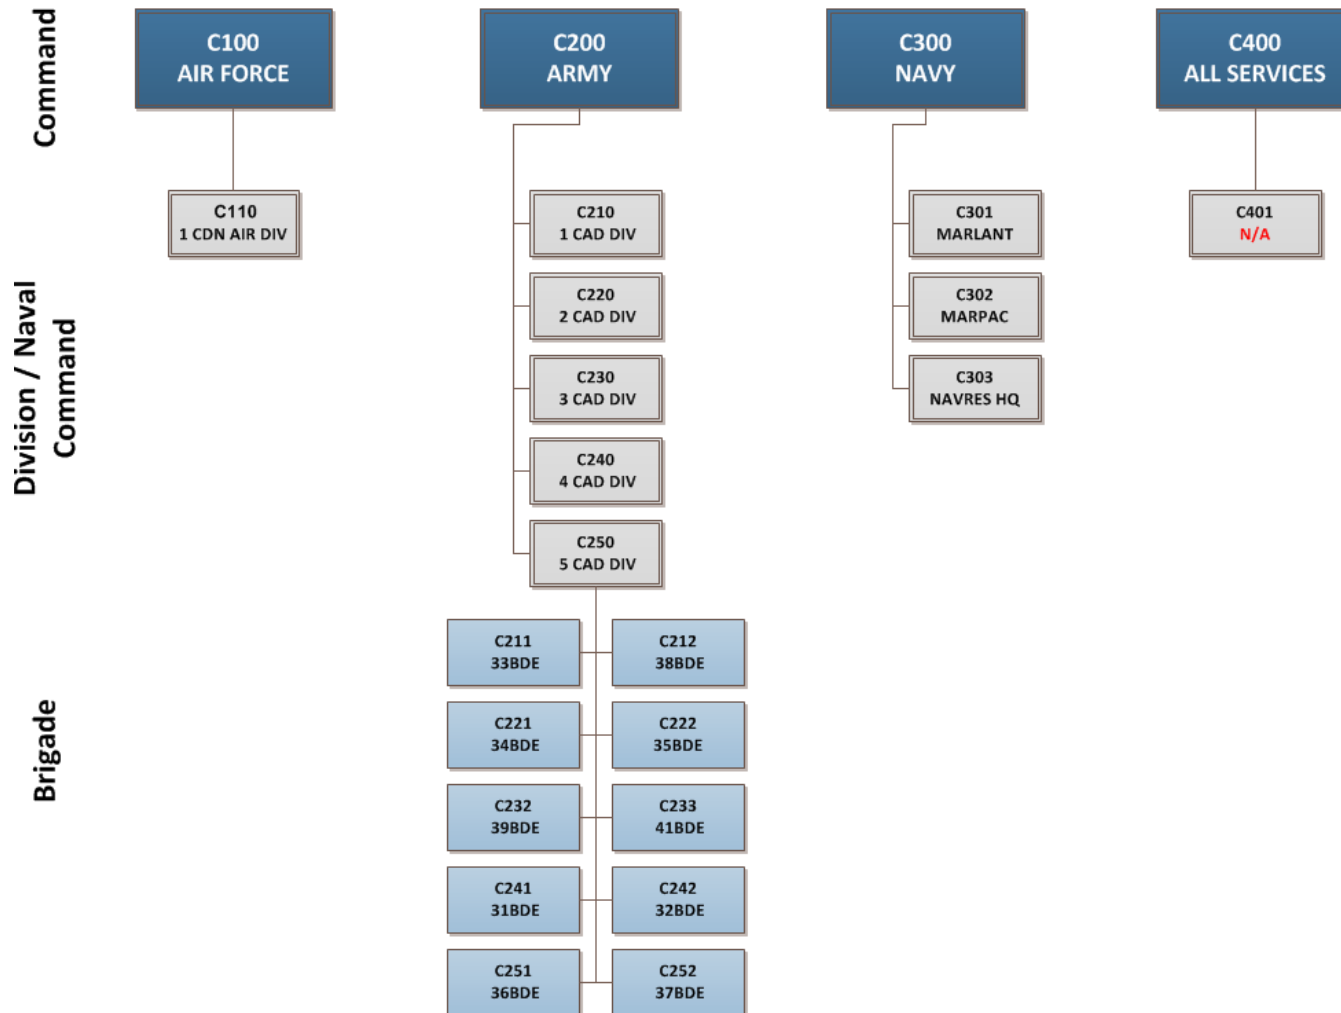 Command
C100
AIR FORCE
C200
ARMY
C300
NAVY
C400
ALL SERVICES
Division / Naval
Command
C110
1 CDN AIR DIV
C210
1 CAD DIV
C301
MARLANT
C401
N/A
C220
2 CAD DIV
C302
MARPAC
C230
3 CAD DIV
C303
NAVRES HQ
C240
4 CAD DIV
C250
5 CAD DIV
Brigade
C211
33BDE
C212
38BDE
C221
34BDE
C222
35BDE
C232
39BDE
C233
41BDE
C241
31BDE
C242
32BDE
C251
36BDE
C252
37BDE